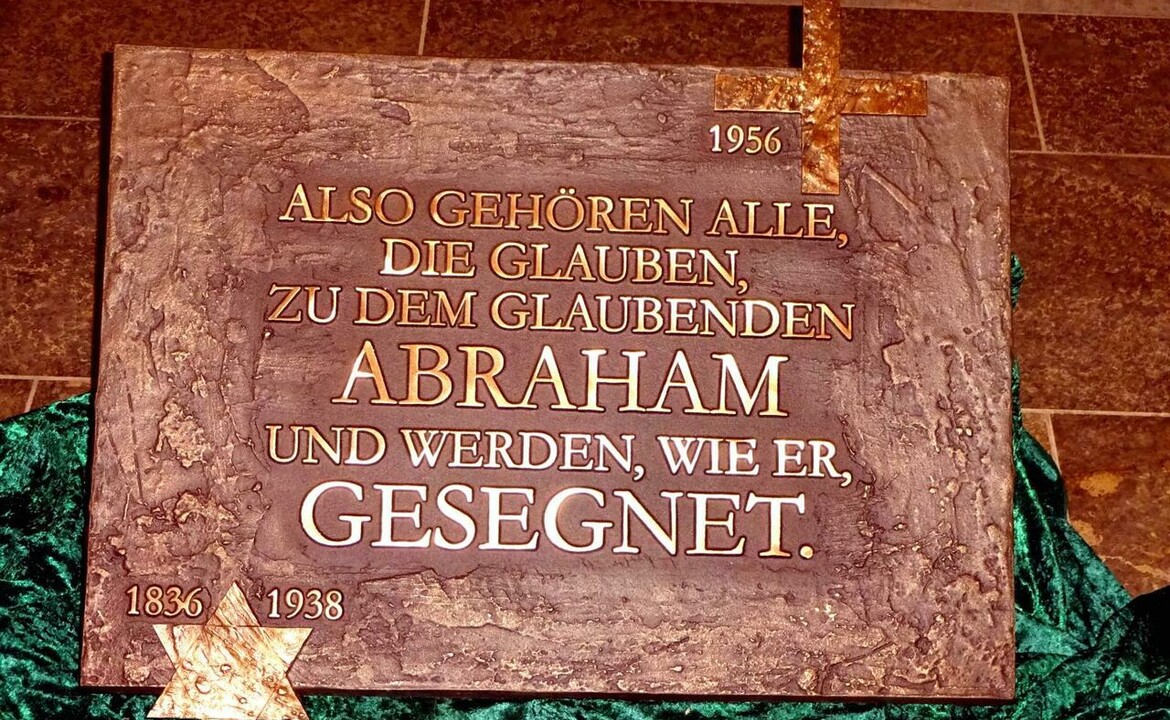 1956
ALSO GEHÖREN ALLE,
DIE GLAUBEN,
ZU DEM GLAUBENDEN
ABRAHAM
UND WERDEN, WIE ER,
GESEGNET.
1836 1938